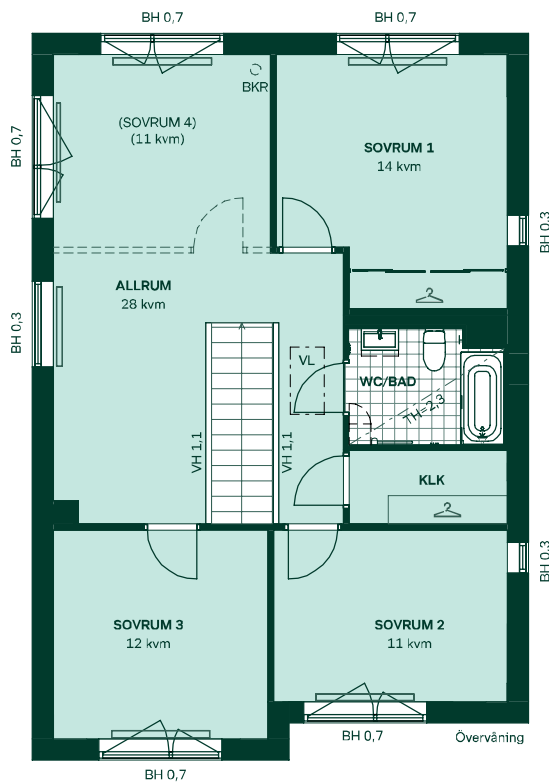 BH 0,7
BH 0,7
BKR
(SOVRUM 4)
(11 kvm)
BH 0,7
SOVRUM 1
14 kvm
BH 0,3
ALLRUM
28 kvm
BH 0,3
VL
WC/BAD
TH=2,3
VH 1,1
VH 1,1
KLK
BH 0,3
SOVRUM 3
12 kvm
SOVRUM 2
11 kvm
BH 0,7
Övervåning
BH 0,7